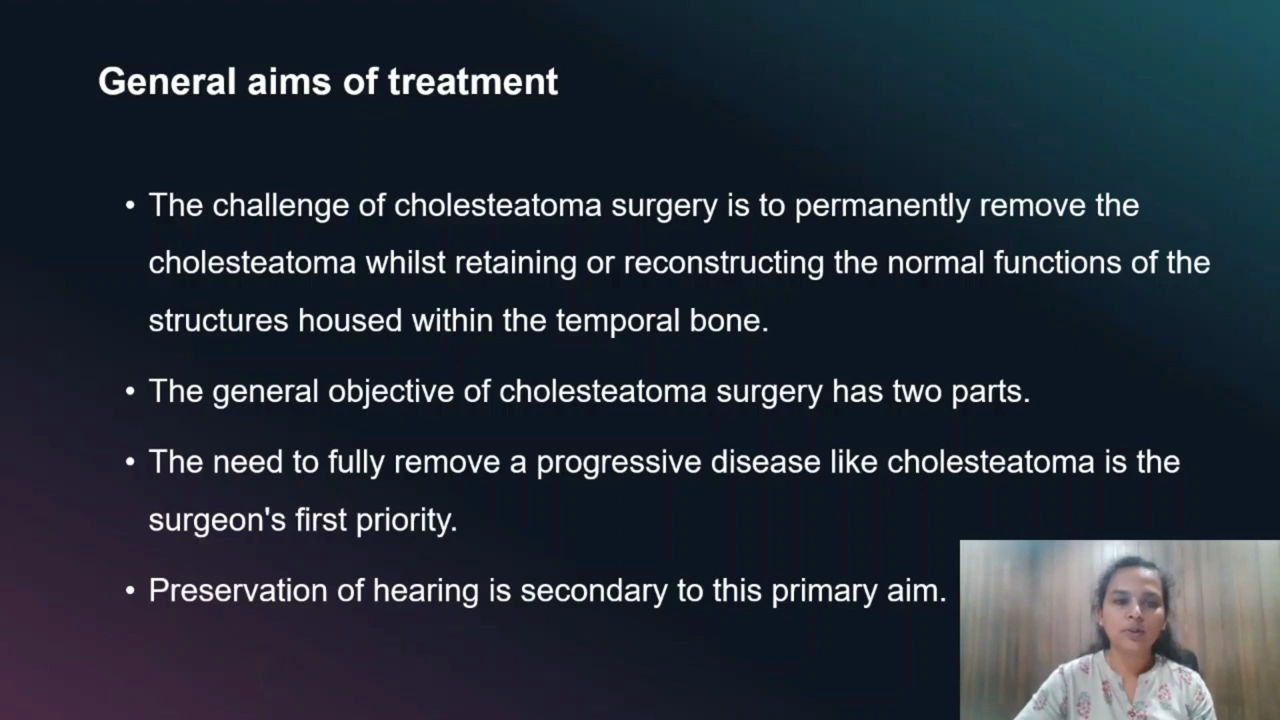 General aims of treatment
• The challenge of cholesteatoma surgery is to permanently remove the
cholesteatoma whilst retaining or reconstructing the normal functions of the
structures housed within the temporal bone.
• The general objective of cholesteatoma surgery has two parts.
• The need to fully remove a progressive disease like cholesteatoma is the
surgeon's first priority.
• Preservation of hearing is secondary to this primary aim.